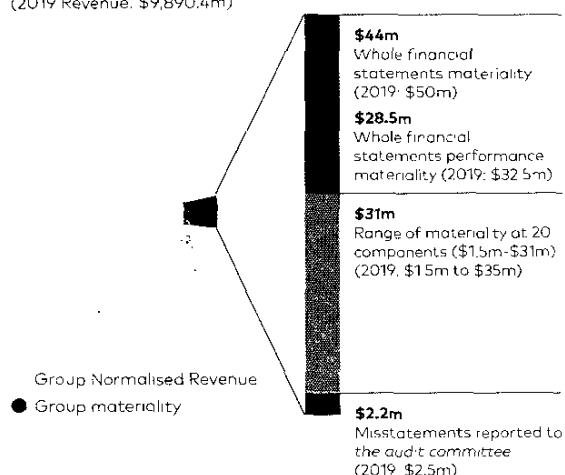 (2019 Revenue: $9,890.4m)
$44m
Whole financial
statements materiality
(2019: $50m)
$28.5m
Whole financial
statements performance
materiality (2019: $32 5m)
$31m
Range of materiality at 20
components ($1.5m-$31m)
(2019, $1 5m to $35m)
Group Normalised Revenue
Group materiality
$2.2m
Misstatements reported to
the audit committee
(2019 $2.5m)